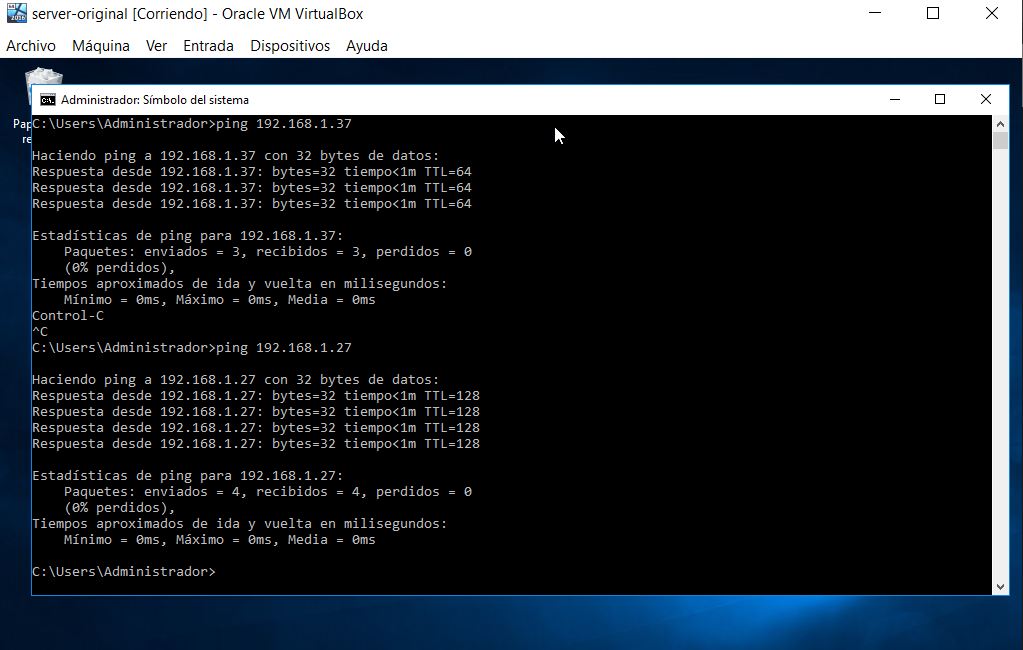 server-original [Corriendo] - Oracle VM VirtualBox
Archivo Máquina Ver Entrada Dispositivos Ayuda
Administrador: Símbolo del sistema
Pap
re
C:\Users\Administrador>ping 192.168.1.37
Haciendo ping a 192.168.1.37 con 32 bytes de datos:
Respuesta desde 192.168.1.37: bytes=32 tiempo<1m TTL=64
Respuesta desde 192.168.1.37: bytes=32 tiempo<1m TTL=64
Respuesta desde 192.168.1.37: bytes=32 tiempo<1m TTL=64
Estadísticas de ping para 192.168.1.37:
Paquetes: enviados = 3, recibidos = 3, perdidos = 0
(0% perdidos),
Tiempos aproximados de ida y vuelta en milisegundos:
Mínimo = 0ms, Máximo = 0ms, Media = 0ms
Control-C
^C
C:\Users\Administrador>ping 192.168.1.27
Haciendo ping a 192.168.1.27 con 32 bytes de datos:
Respuesta desde 192.168.1.27: bytes=32 tiempo<1m TTL=128
Respuesta desde 192.168.1.27: bytes=32 tiempo<1m TTL=128
Respuesta desde 192.168.1.27: bytes=32 tiempo<1m TTL=128
Respuesta desde 192.168.1.27: bytes=32 tiempo<1m TTL=128
Estadísticas de ping para 192.168.1.27:
Paquetes: enviados = 4, recibidos = 4, perdidos = 0
(0% perdidos),
Tiempos aproximados de ida y vuelta en milisegundos:
Mínimo = 0ms, Máximo = 0ms, Media = 0ms
C:\Users\Administrador>